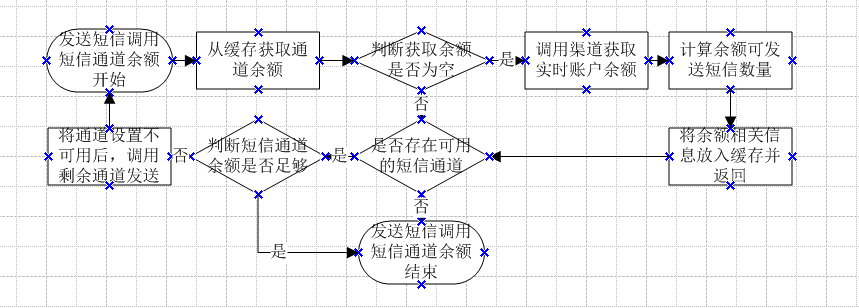 发送短信调用
短信通道余额
开始
从缓存获取通
道余额
判断获取余额
是否为空
是
调用渠道获取
实时账户余额
计算余额可发
送短信数量
否
将通道设置不
可用后，调用
剩余通道发送
否
判断短信通道
余额是否足够
是
是否存在可用
的短信通道
将余额相关信
息放入缓存并
返回
否
是
发送短信调用
短信通道余额
结束